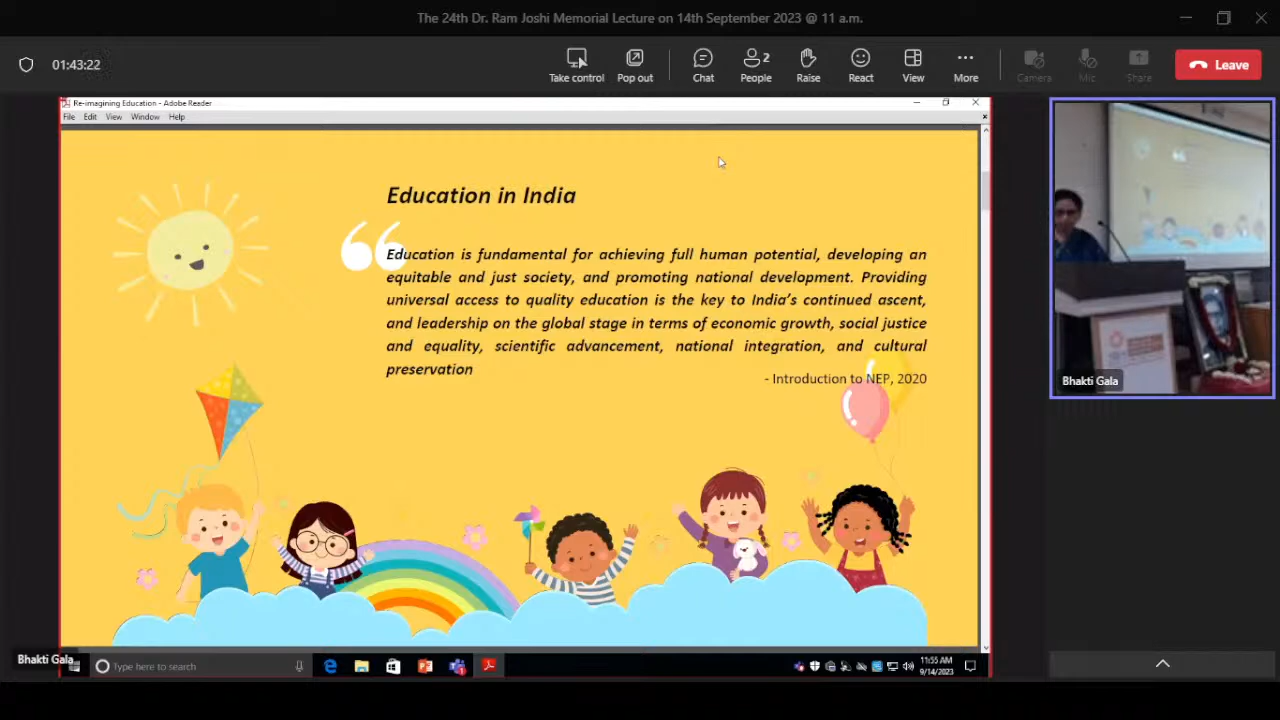 The 24th Dr. Ram Joshi Memorial Lecture on 14th September 2023 @ 11 a.m.
01:43:22
Take control
Pop out
Chat
2
People
Raise
React
View
More
Camera
Mic
Share
Leave
Re-imagining Education - Adobe Reader
File Edit View Window Help
Education in India
Education is fundamental for achieving full human potential, developing an
equitable and just society, and promoting national development. Providing
universal access to quality education is the key to India's continued ascent,
and leadership on the global stage in terms of economic growth, social justice
and equality, scientific advancement, national integration, and cultural
preservation
- Introduction to NEP, 2020
Bhakti Gala
Bhakti Gala
Type here to search
11:55 AM
9/14/2023